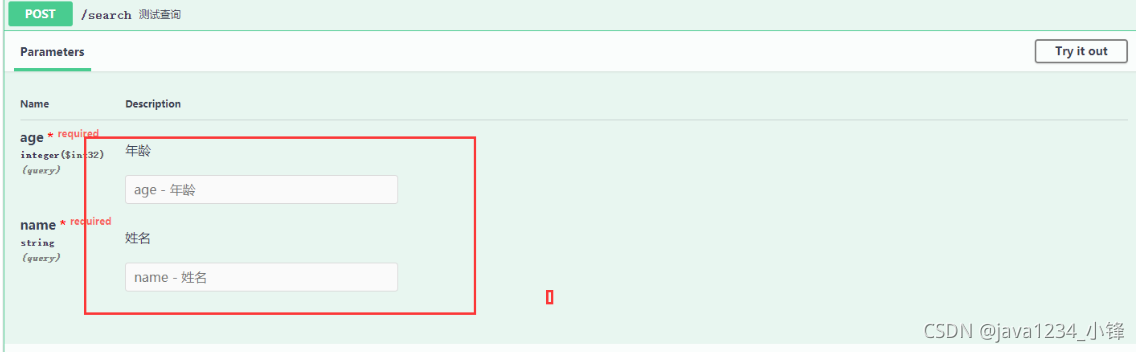 POST /search 测试查询
Parameters Try it out
Name Description
age * required
integer($int32)
(query)
年龄
age - 年龄
name * required
string
(query)
姓名
name - 姓名
CSDN @java1234_小锋